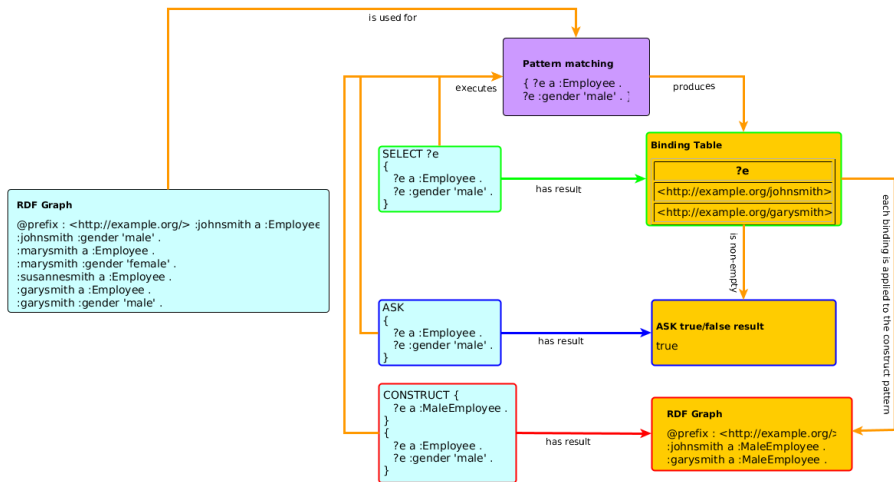 is used for
Pattern matching
{ ?e a :Employee .
?e :gender 'male' . }
executes
produces
SELECT ?e
{
?e a :Employee .
?e :gender 'male' .
}
has result
Binding Table
?e
<http://example.org/johnsmith>
<http://example.org/garysmith>
RDF Graph
@prefix : <http://example.org/> :johnsmith a :Employee
:johnsmith :gender 'male' .
:marysmith a :Employee .
:marysmith :gender 'female' .
:susannesmith a :Employee .
:garysmith a :Employee .
:garysmith :gender 'male' .
is non-empty
each binding is applied to the construct pattern
ASK
{
?e a :Employee .
?e :gender 'male' .
}
has result
ASK true/false result
true
CONSTRUCT {
?e a :MaleEmployee .
}
{
?e a :Employee .
?e :gender 'male' .
}
has result
RDF Graph
@prefix : <http://example.org/>
:johnsmith a :MaleEmployee .
:garysmith a :MaleEmployee .